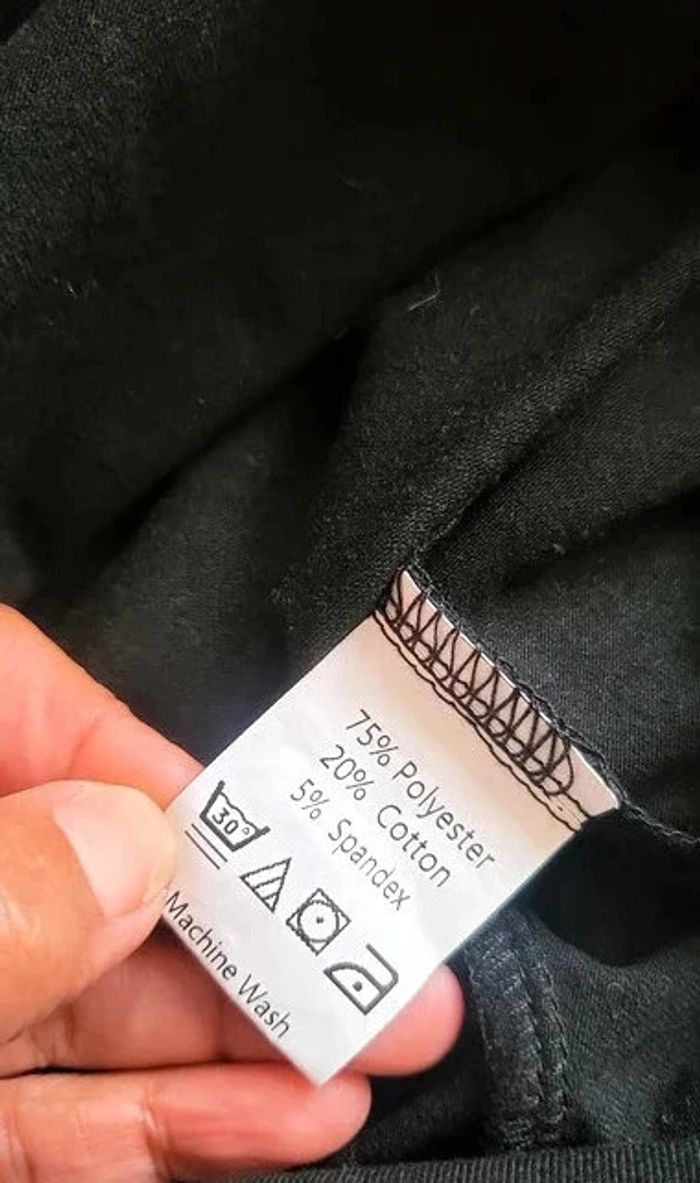 75% Polyester
20% Cotton
5% Spandex
30°
Machine Wash